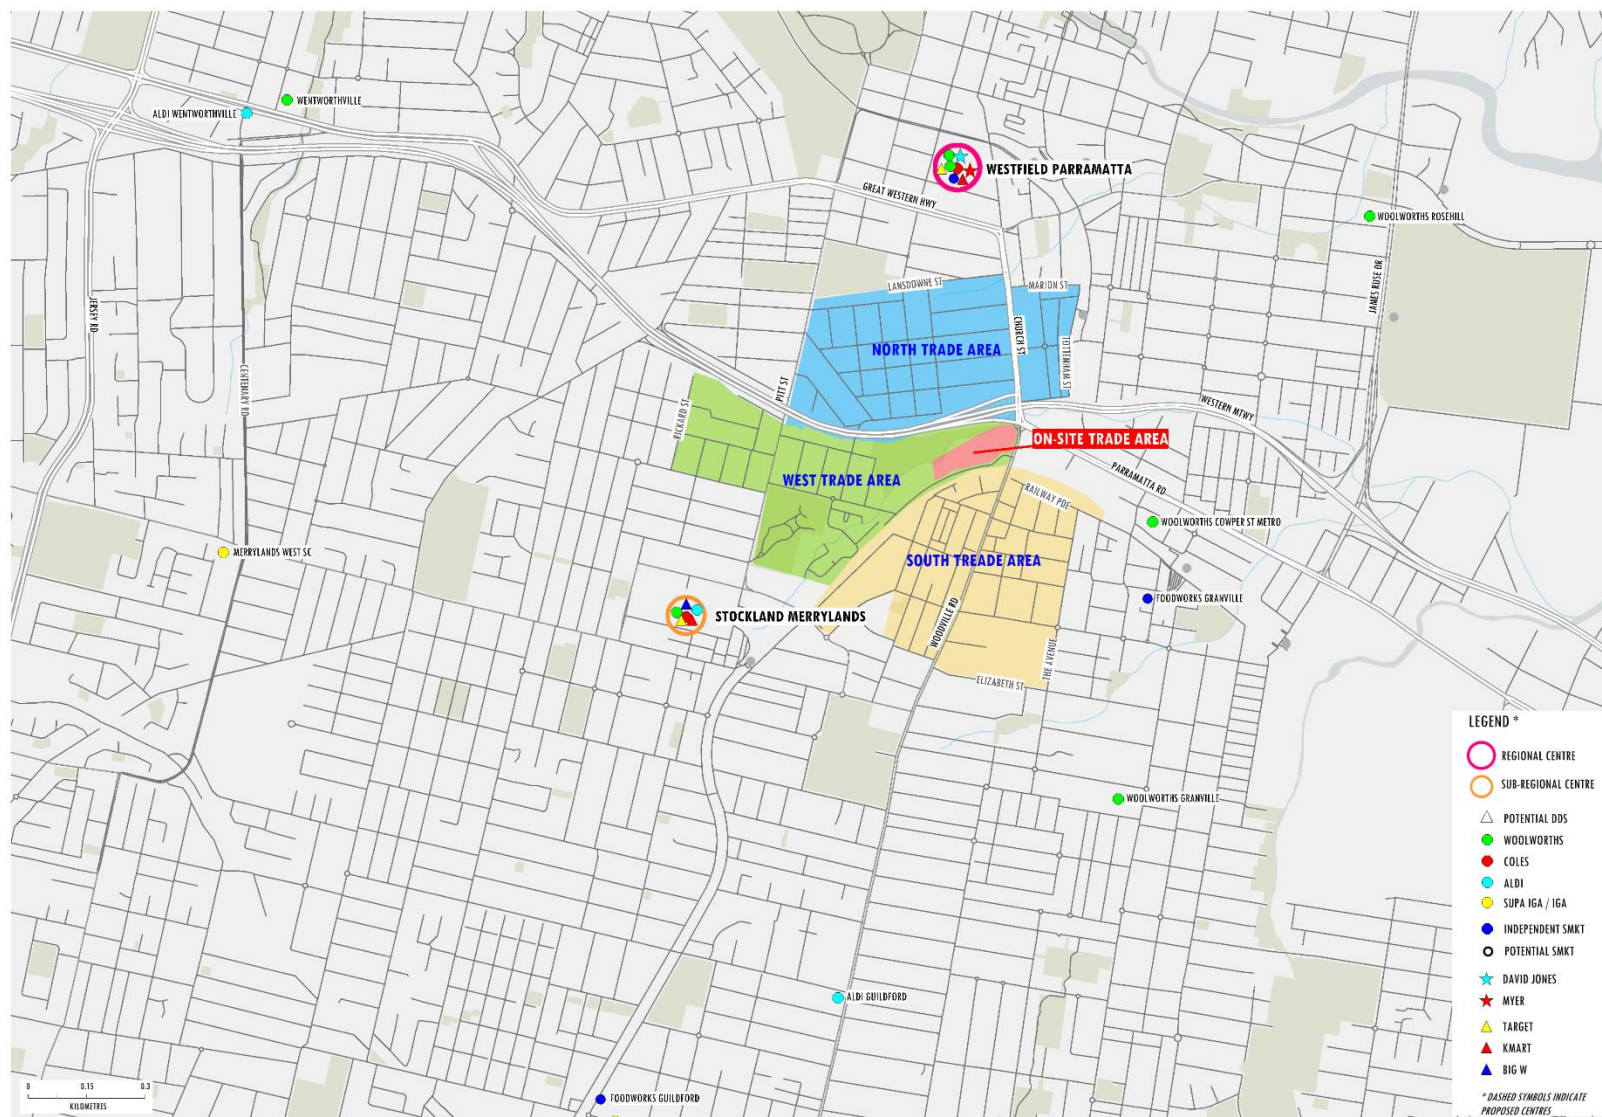 WENTWORTHVILLE
ALDI WENTWORTHVILLE
WESTFIELD PARRAMATTA
GREAT WESTERN HWY
WOOLWORTHS ROSEHILL
JERSEY RD
CENTENARY RD
LANSDOWNE ST
MARION ST
JAMES RUSE DR
CHURCH ST
NORTH TRADE AREA
TOTTENHAM ST
PITT ST
RICKARD ST
WESTERN MTWY
ON-SITE TRADE AREA
WEST TRADE AREA
PARRAMATTA RD
RAILWAY PDE
WOOLWORTHS COWPER ST METRO
MERRYLANDS WEST SC
SOUTH TREADE AREA
FOODWORKS GRANVILLE
STOCKLAND MERRYLANDS
WOODVILLE RD
THE AVENUE
ELIZABETH ST
WOOLWORTHS GRANVILLE
ALDI GUILDFORD
FOODWORKS GUILDFORD
LEGEND *
REGIONAL CENTRE
SUB-REGIONAL CENTRE
POTENTIAL DDS
WOOLWORTHS
COLES
ALDI
SUPA IGA / IGA
INDEPENDENT SMKT
POTENTIAL SMKT
DAVID JONES
MYER
TARGET
KMART
BIG W
* DASHED SYMBOLS INDICATE
PROPOSED CENTRES
0 0.15 0.3
KILOMETRES